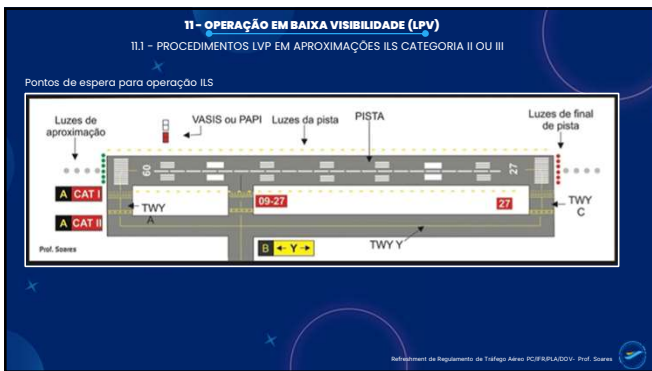 11 - OPERAÇÃO EM BAIXA VISIBILIDADE (LPV)
11.1 - PROCEDIMENTOS LVP EM APROXIMAÇÕES ILS CATEGORIA II OU III
Pontos de espera para operação ILS
Luzes de
aproximação
VASIS ou PAPI
Luzes da pista
PISTA
Luzes de final
de pista
09
27
A CAT I
A CAT II
TWY
A
09-27
27
TWY
C
B ← Y →
TWY Y
Prof. Soares
Refreshment de Regulamento de Tráfego Aéreo PC/IFR/PLA/DOV- Prof. Soares